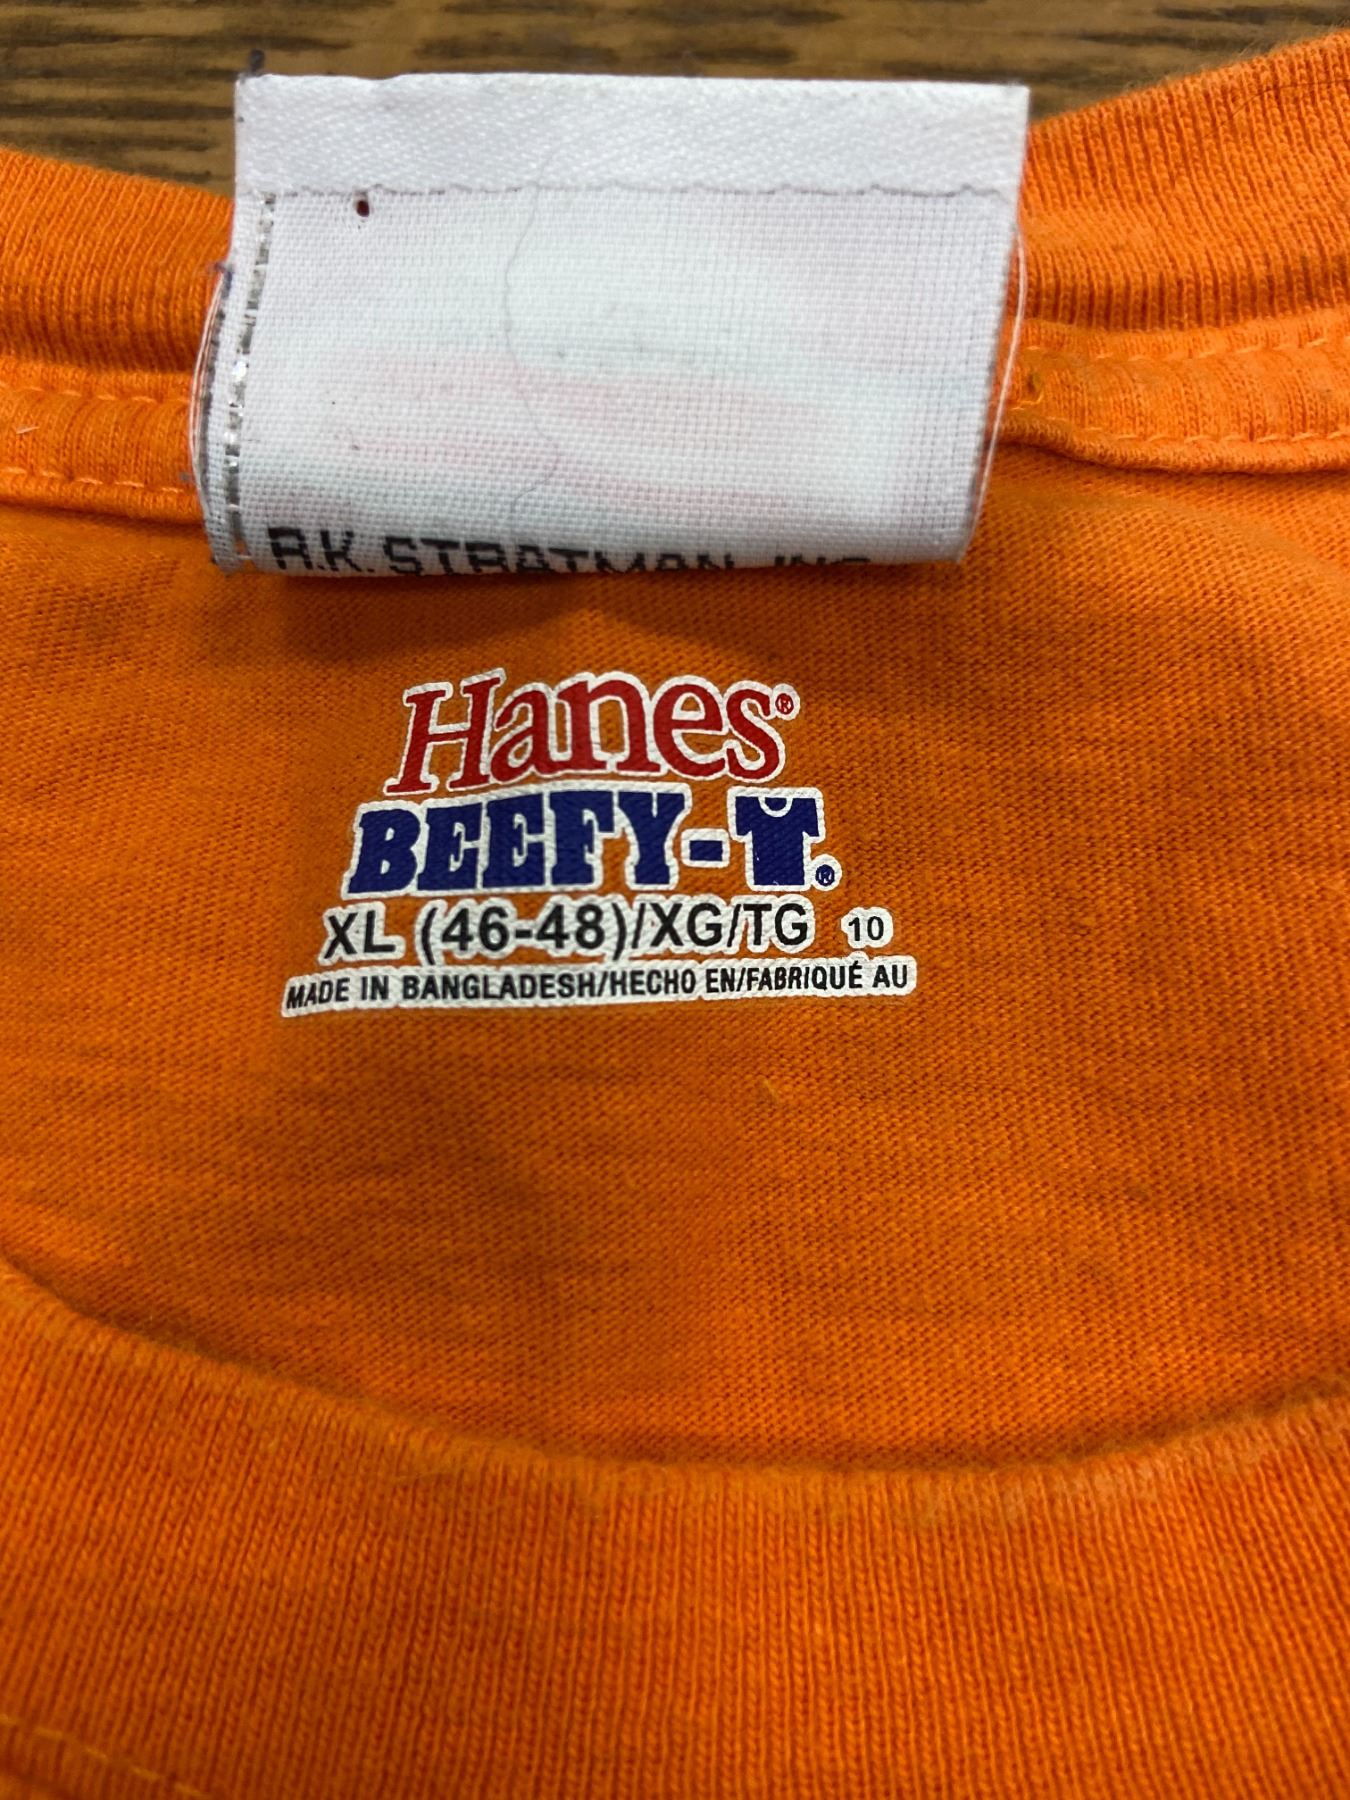 R.K. STRATMAN, INC
Hanes®
BEEFY-T®
XL (46-48)/XG/TG 10
MADE IN BANGLADESH/HECHO EN/FABRIQUÉ AU